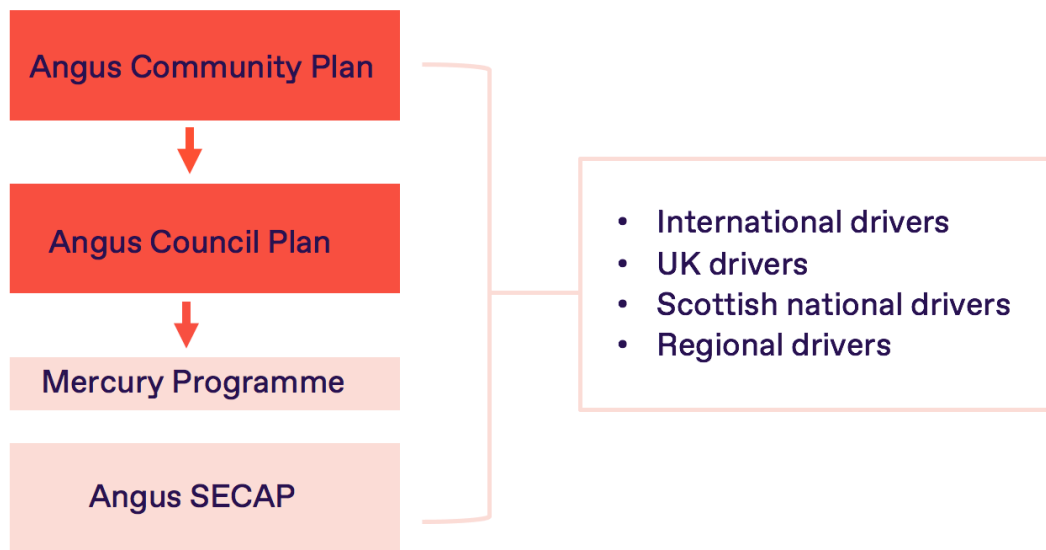 Angus Community Plan
Angus Council Plan
Mercury Programme
Angus SECAP
• International drivers
• UK drivers
• Scottish national drivers
• Regional drivers